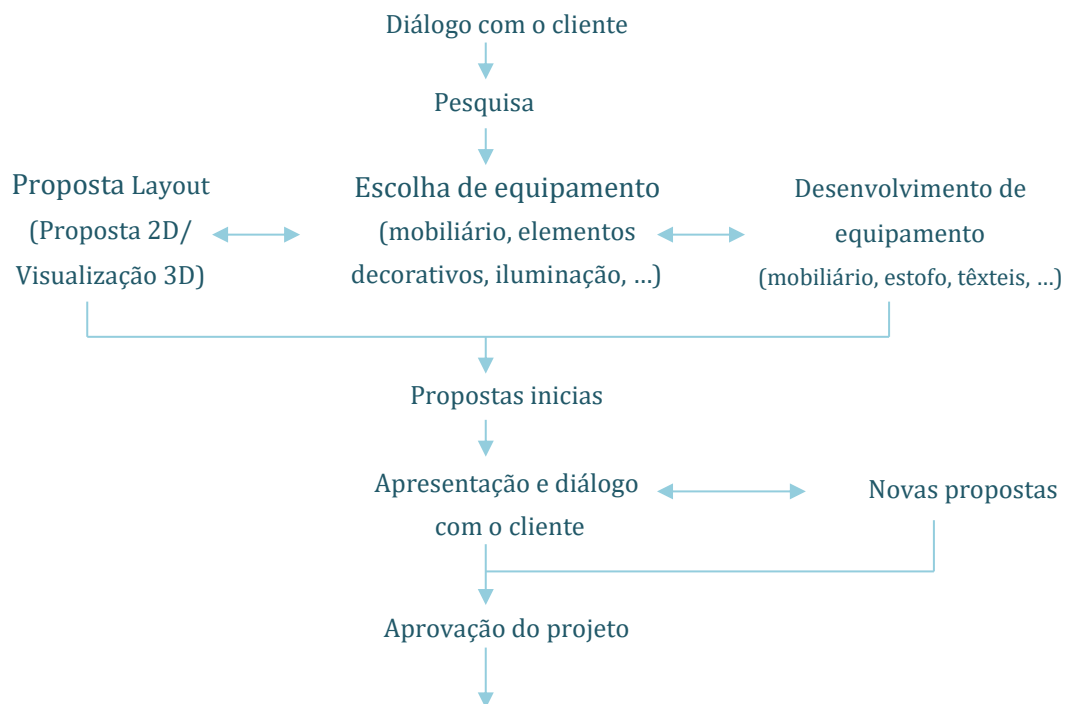 Diálogo com o cliente
Pesquisa
Proposta Layout
(Proposta 2D/
Visualização 3D)
Escolha de equipamento
(mobiliário, elementos
decorativos, iluminação, ...)
Desenvolvimento de
equipamento
(mobiliário, estofo, têxteis, ...)
Propostas inicias
Apresentação e diálogo
com o cliente
Novas propostas
Aprovação do projeto